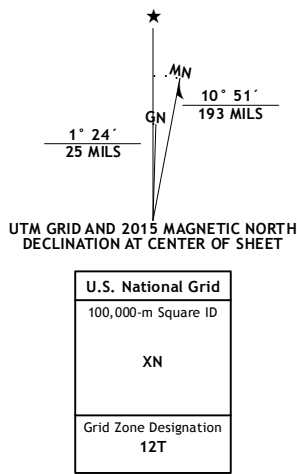 ★
MN
GN
10° 51´
193 MILS
1° 24´
25 MILS
UTM GRID AND 2015 MAGNETIC NORTH
DECLINATION AT CENTER OF SHEET
U.S. National Grid
100,000-m Square ID
XN
Grid Zone Designation
12T